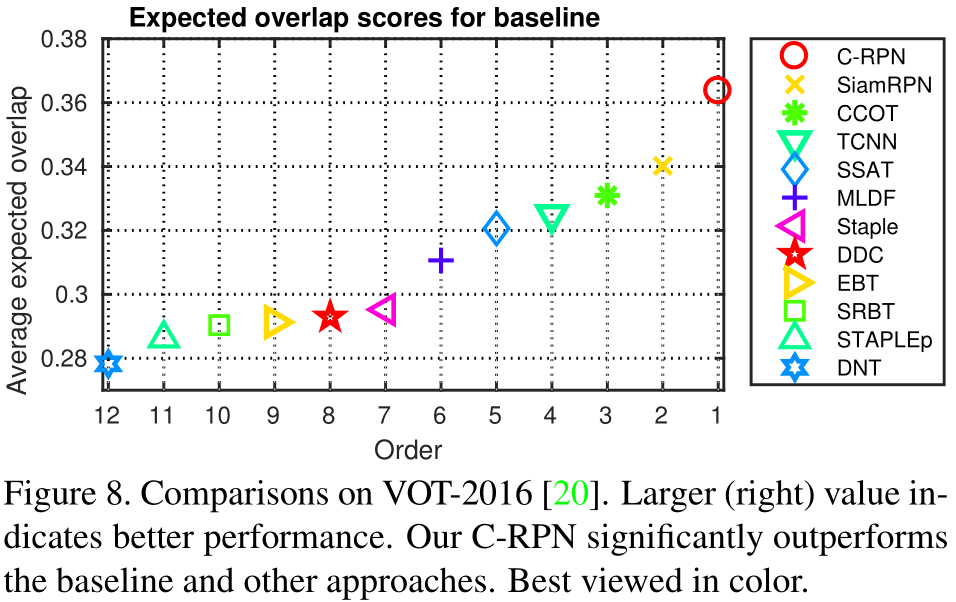 Expected overlap scores for baseline
0.38
0.36
0.34
0.32
0.3
0.28
Average expected overlap
12 11 10 9 8 7 6 5 4 3 2 1
Order
C-RPN
SiamRPN
CCOT
TCNN
SSAT
MLDF
Staple
DDC
EBT
SRBT
STAPLEp
DNT
Figure 8. Comparisons on VOT-2016 [20]. Larger (right) value in-
dicates better performance. Our C-RPN significantly outperforms
the baseline and other approaches. Best viewed in color.